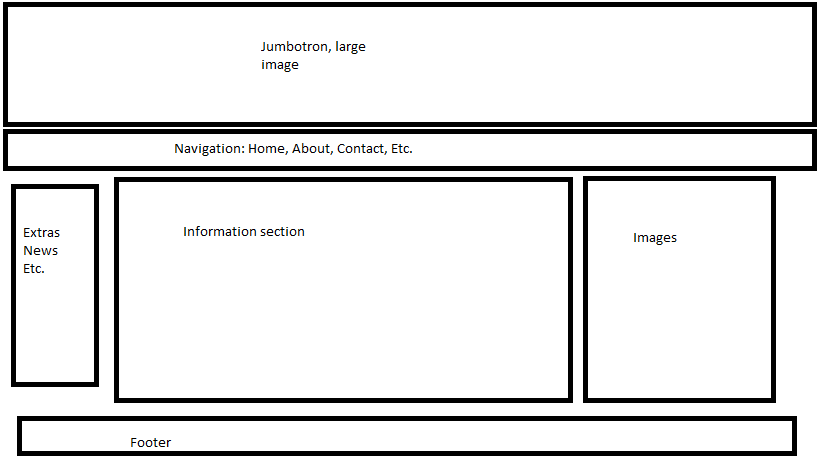 Jumbotron, large
image
Navigation: Home, About, Contact, Etc.
Extras
News
Etc.
Information section
Images
Footer